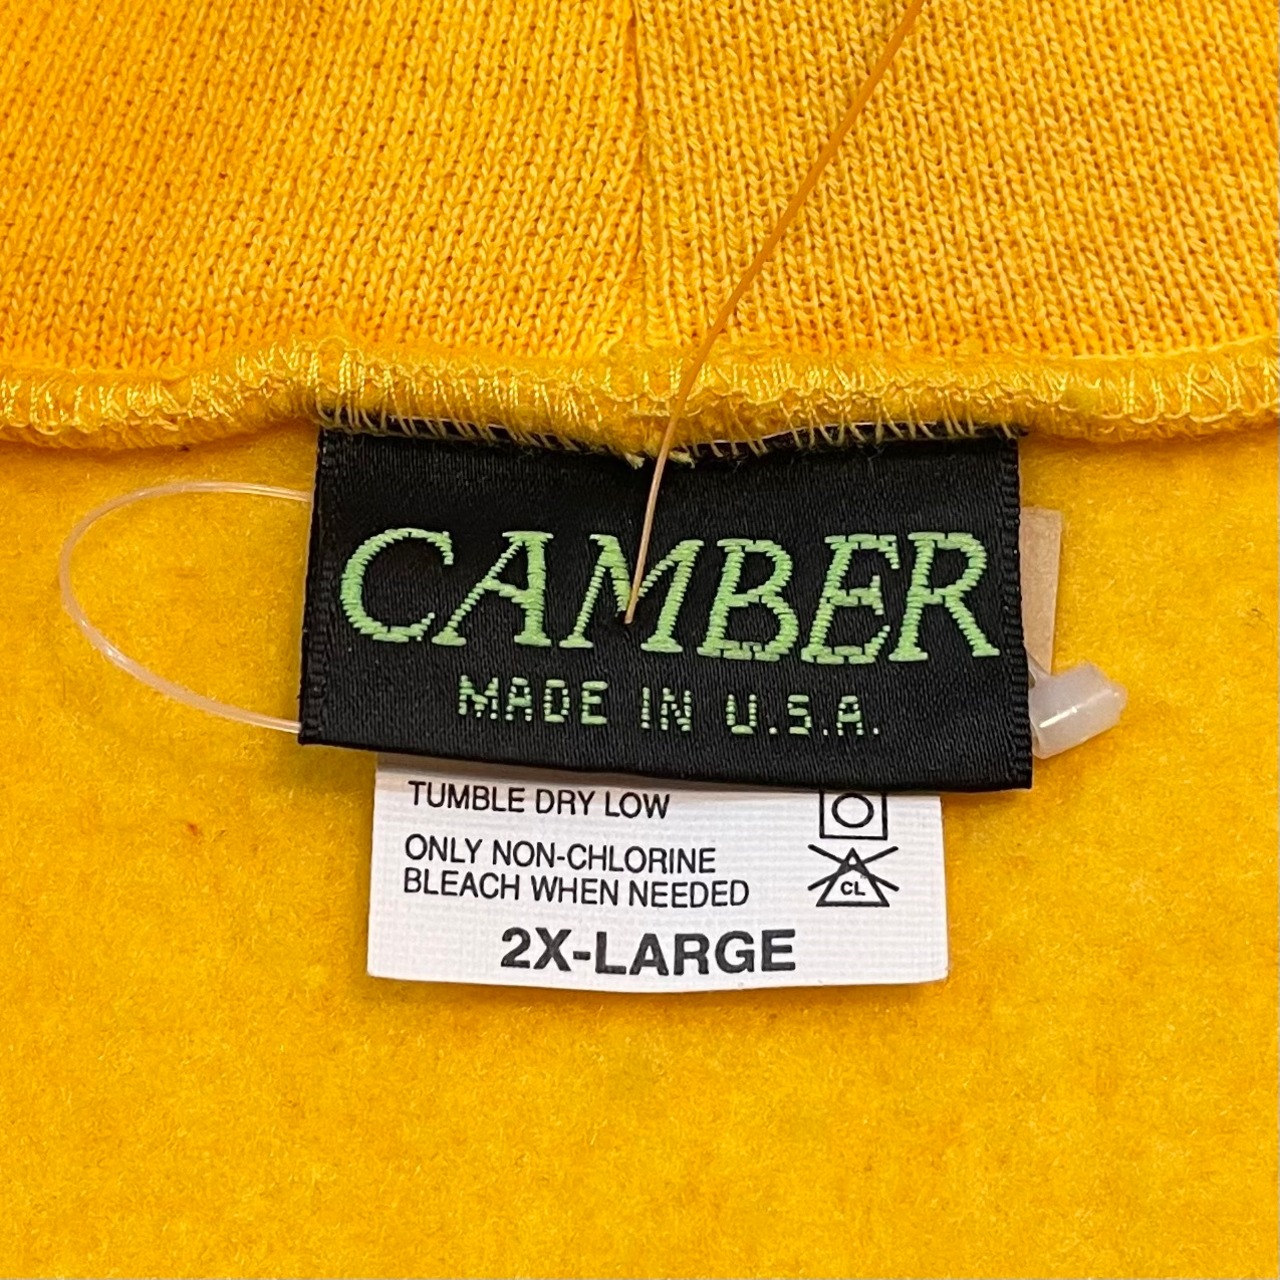 CAMBER
MADE IN U.S.A.
TUMBLE DRY LOW
ONLY NON-CHLORINE
BLEACH WHEN NEEDED
CL
2X-LARGE